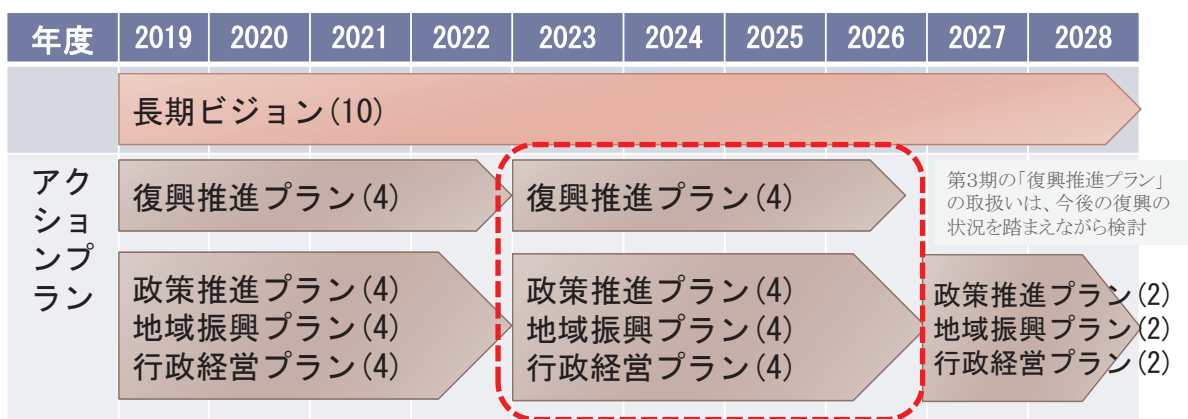 年度 2019 2020 2021 2022 2023 2024 2025 2026 2027 2028
長期ビジョン(10)
アク
ショ
ンプ
ラン
復興推進プラン(4)
復興推進プラン(4)
第3期の「復興推進プラン」
の取扱いは、今後の復興の
状況を踏まえながら検討
政策推進プラン(4)
地域振興プラン(4)
行政経営プラン(4)
政策推進プラン(4)
地域振興プラン(4)
行政経営プラン(4)
政策推進プラン(2)
地域振興プラン(2)
行政経営プラン(2)